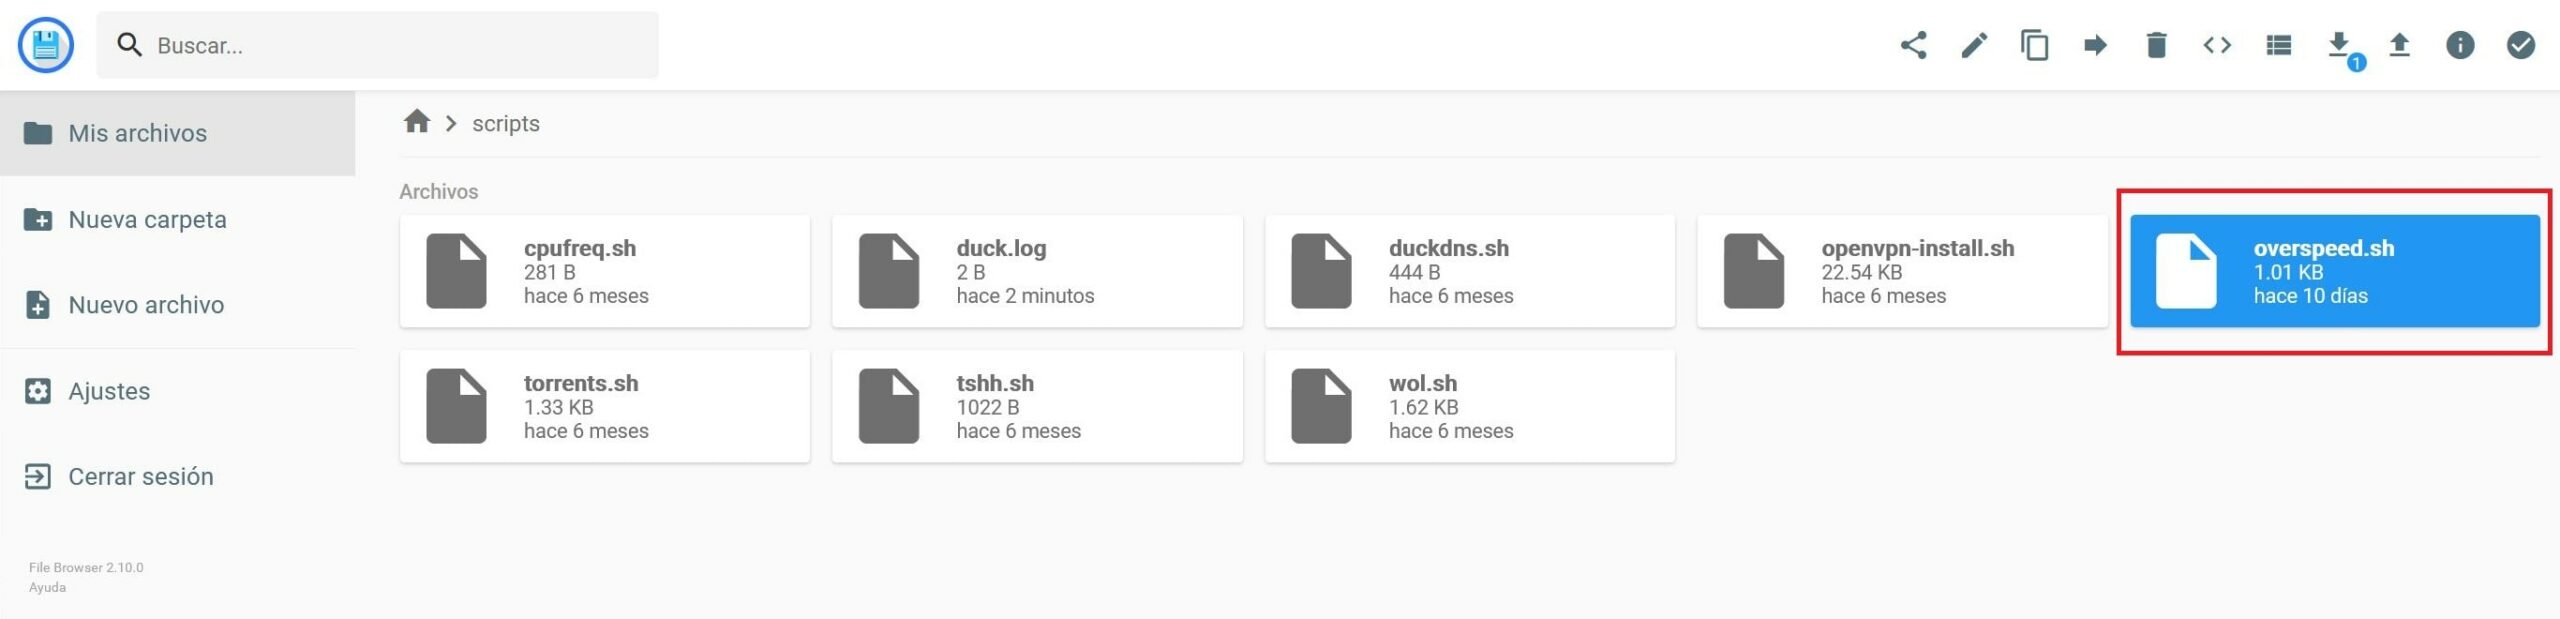 Buscar...
1
Mis archivos
Nueva carpeta
Nuevo archivo
Ajustes
Cerrar sesión
File Browser 2.10.0
Ayuda
scripts
Archivos
cpufreq.sh
281 B
hace 6 meses
duck.log
2 B
hace 2 minutos
duckdns.sh
444 B
hace 6 meses
openvpn-install.sh
22.54 KB
hace 6 meses
overspeed.sh
1.01 KB
hace 10 días
torrents.sh
1.33 KB
hace 6 meses
tshh.sh
1022 B
hace 6 meses
wol.sh
1.62 KB
hace 6 meses